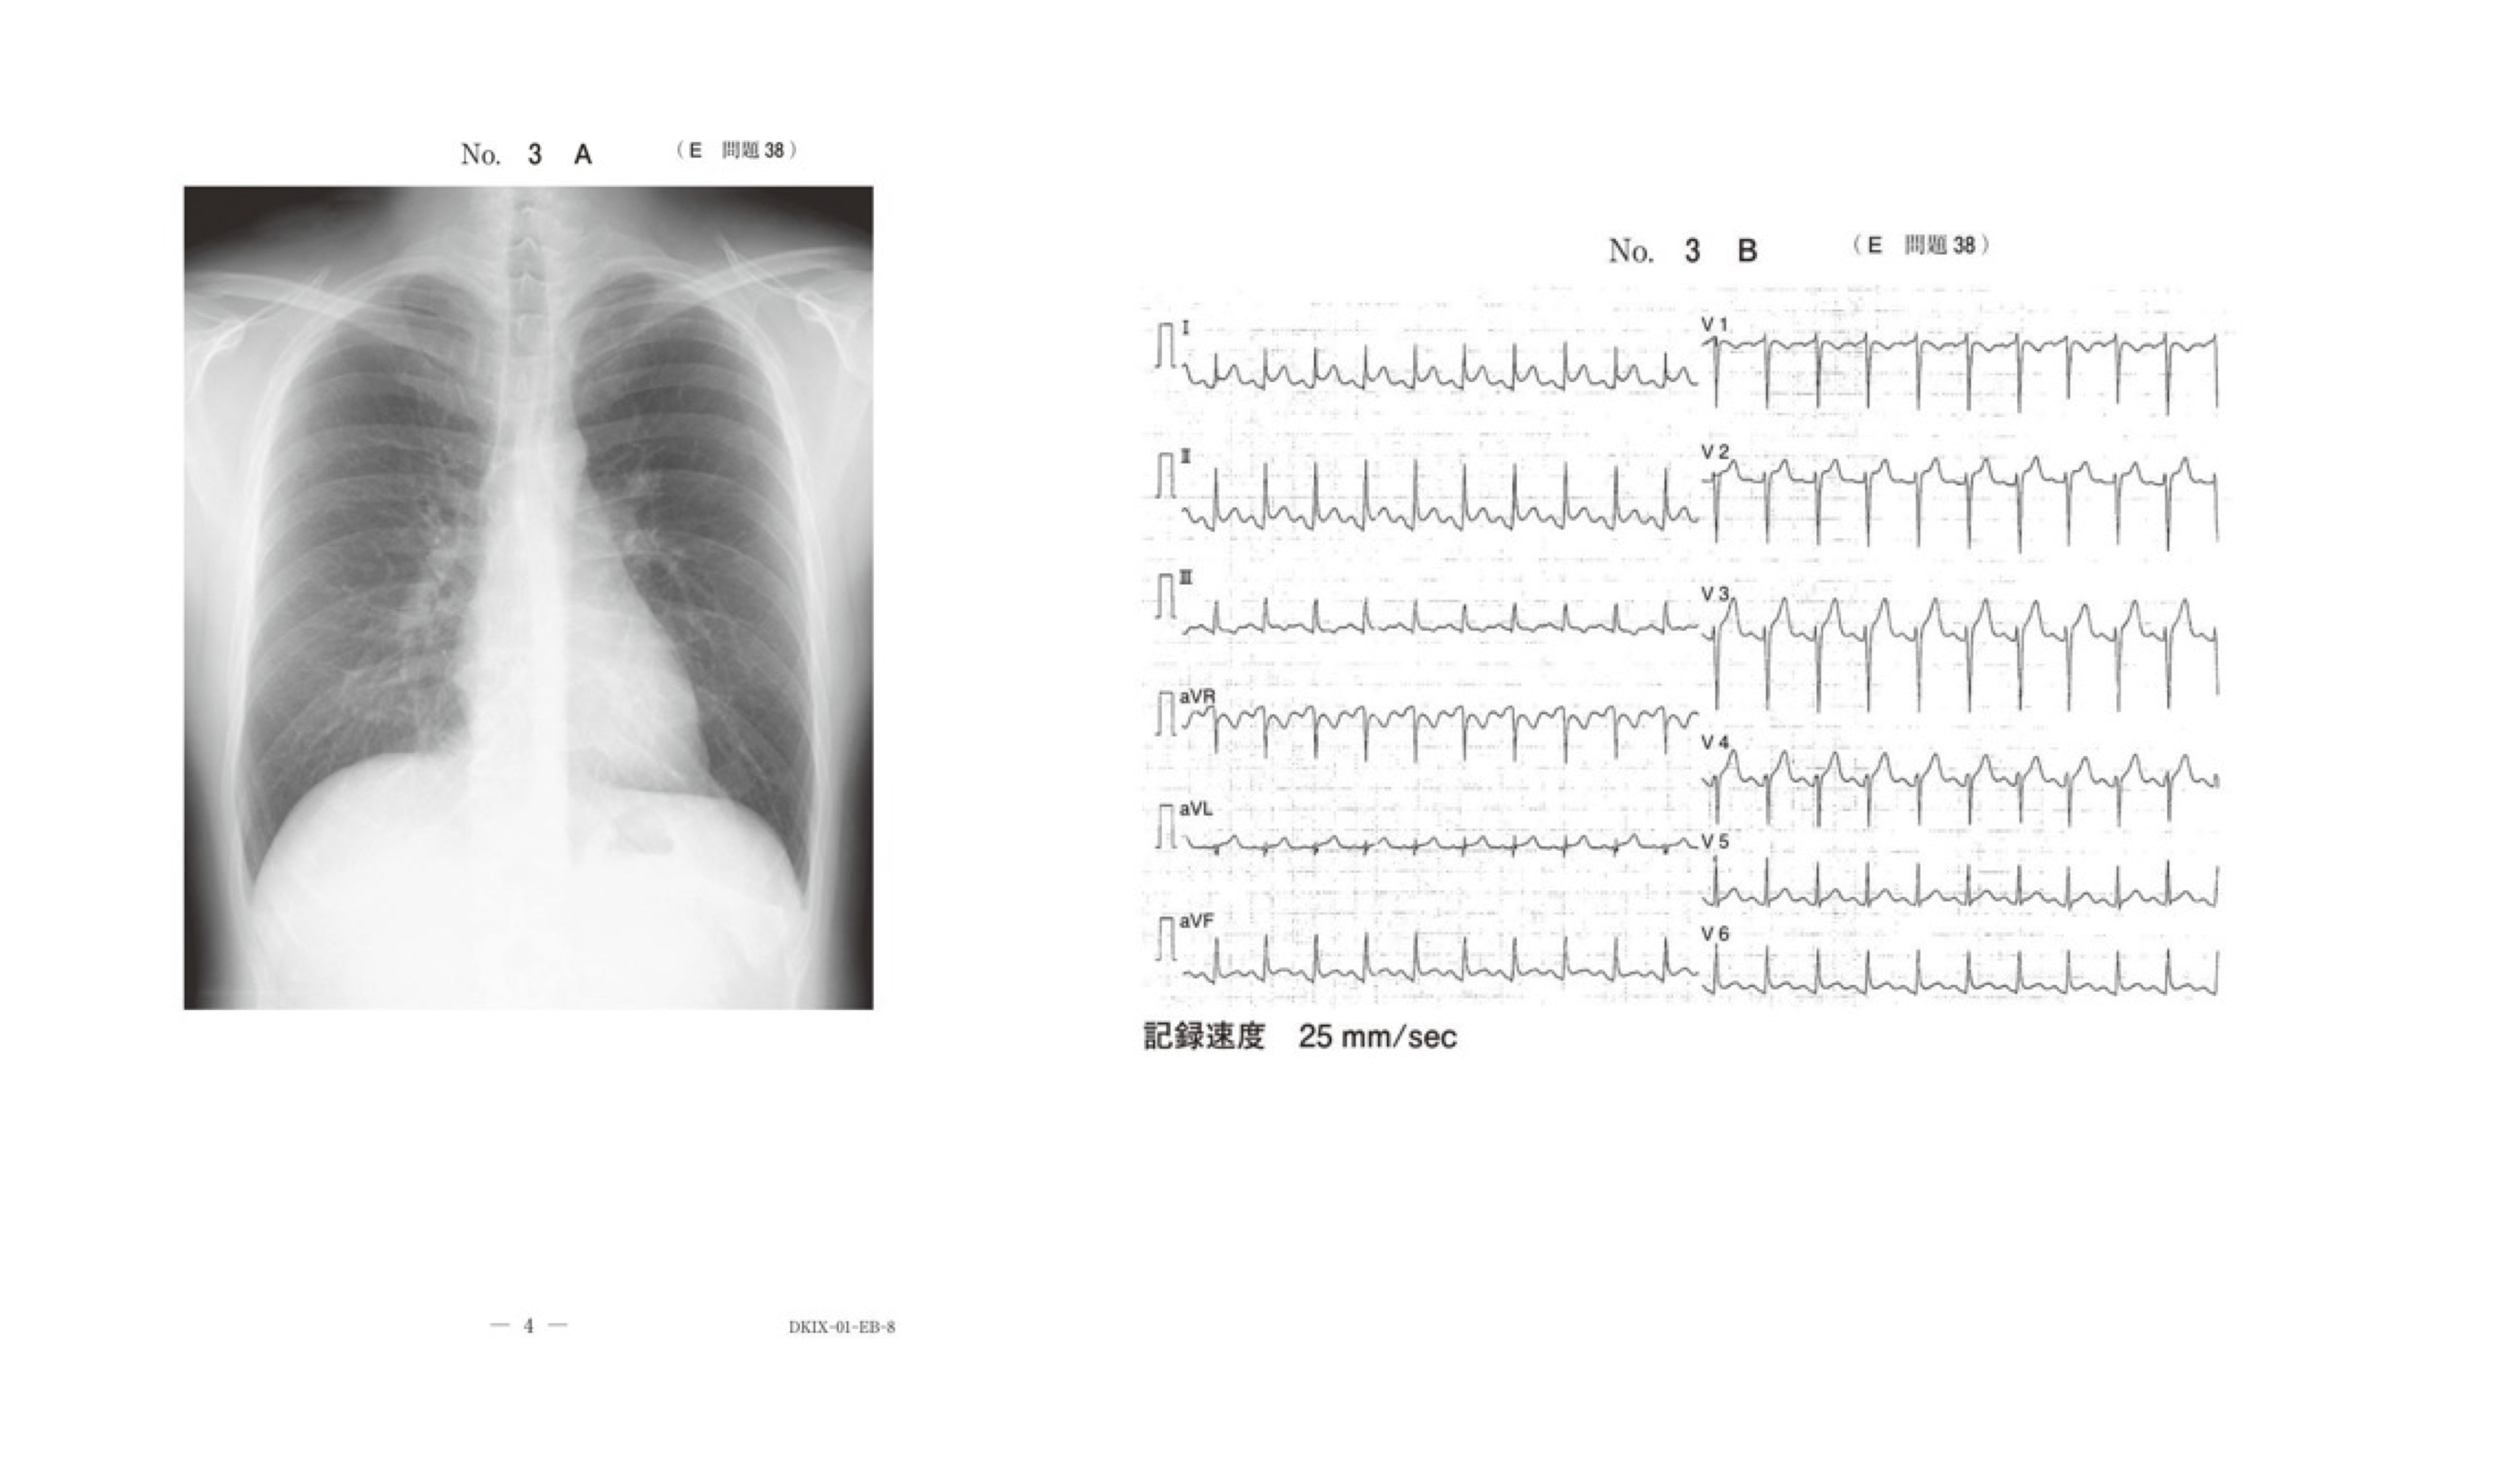 No. 3 A （E 問題 38）
No. 3 B （E 問題 38）
I
II
III
aVR
aVL
aVF
V 1
V 2
V 3
V 4
V 5
V 6
記録速度 25 mm/sec
— 4 —
DKIX-01-EB-8